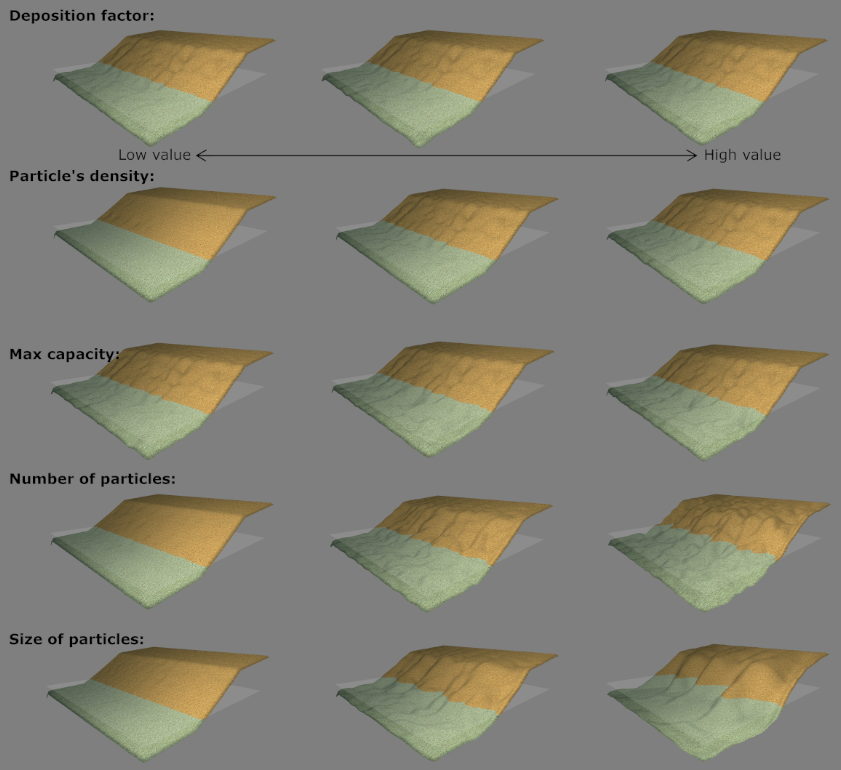 Deposition factor:
Low value
High value
Particle's density:
Max capacity:
Number of particles:
Size of particles: